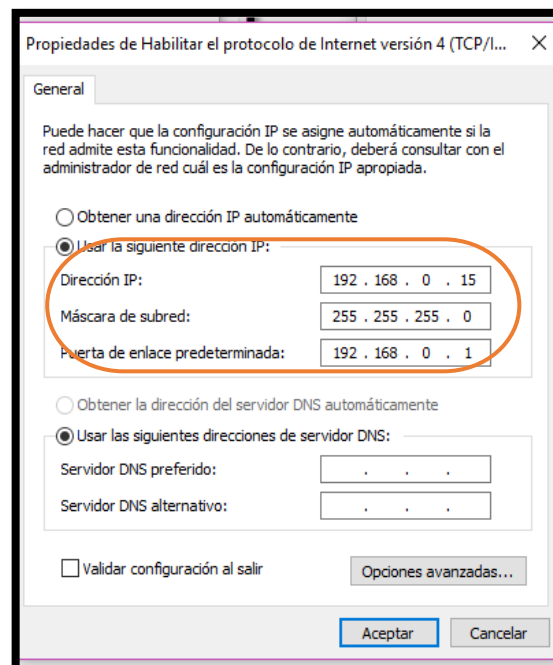 Propiedades de Habilitar el protocolo de Internet versión 4 (TCP/I...
General
Puede hacer que la configuración IP se asigne automáticamente si la
red admite esta funcionalidad. De lo contrario, deberá consultar con el
administrador de red cuál es la configuración IP apropiada.
Obtener una dirección IP automáticamente
Usar la siguiente dirección IP:
Dirección IP: 192 . 168 . 0 . 15
Máscara de subred: 255 . 255 . 255 . 0
Puerta de enlace predeterminada: 192 . 168 . 0 . 1
Obtener la dirección del servidor DNS automáticamente
Usar las siguientes direcciones de servidor DNS:
Servidor DNS preferido: . . .
Servidor DNS alternativo: . . .
Validar configuración al salir
Opciones avanzadas...
Aceptar Cancelar